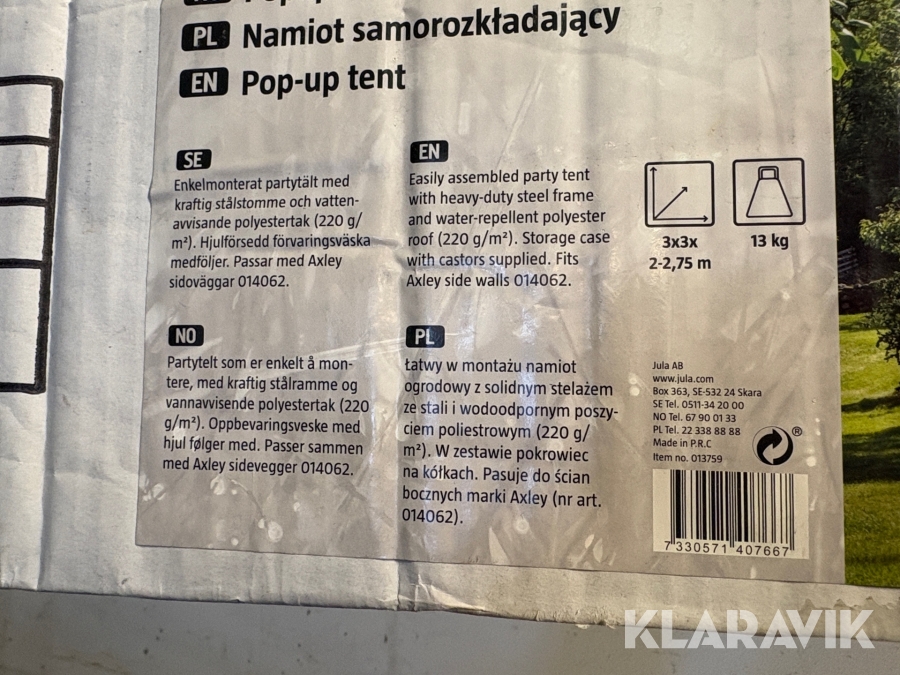 PL Namiot samorozkładający
EN Pop-up tent
SE
Enkelmonterat partytält med
kraftig stålstomme och vatten-
avvisande polyestertak (220 g/
m²). Hjulförsedd förvaringsväska
medföljer. Passar med Axley
sidoväggar 014062.
EN
Easily assembled party tent
with heavy-duty steel frame
and water-repellent polyester
roof (220 g/m²). Storage case
with castors supplied. Fits
Axley side walls 014062.
3x3x
2-2,75 m
13 kg
NO
Partytelt som er enkelt å mon-
tere, med kraftig stålramme og
vannavvisende polyestertak (220
g/m²). Oppbevaringsveske med
hjul følger med. Passer sammen
med Axley sidevegger 014062.
PL
Łatwy w montażu namiot
ogrodowy z solidnym stelażem
ze stali i wodoodpornym poszy-
ciem poliestrowym (220 g/
m²). W zestawie pokrowiec
na kółkach. Pasuje do ścian
bocznych marki Axley (nr art.
014062).
Jula AB
www.jula.com
Box 363, SE-532 24 Skara
SE Tel. 0511-34 20 00
NO Tel. 67 90 01 33
PL Tel. 22 338 88 88
Made in P.R.C
Item no. 013759
®
7 330571 407667
KLARAVIK